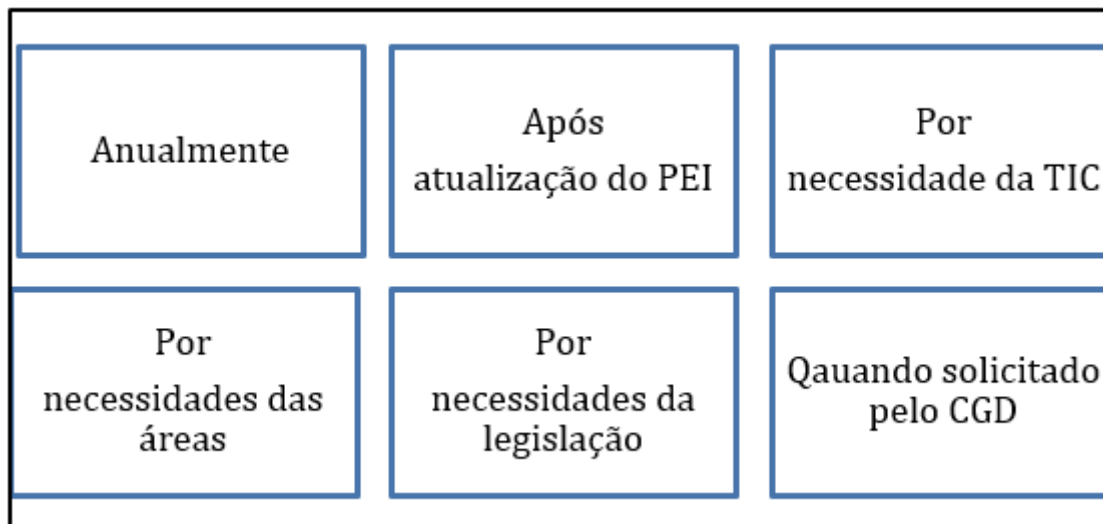 Anualmente
Após
atualização do PEI
Por
necessidade da TIC
Por
necessidades das
áreas
Por
necessidades da
legislação
Qauando solicitado
pelo CGD